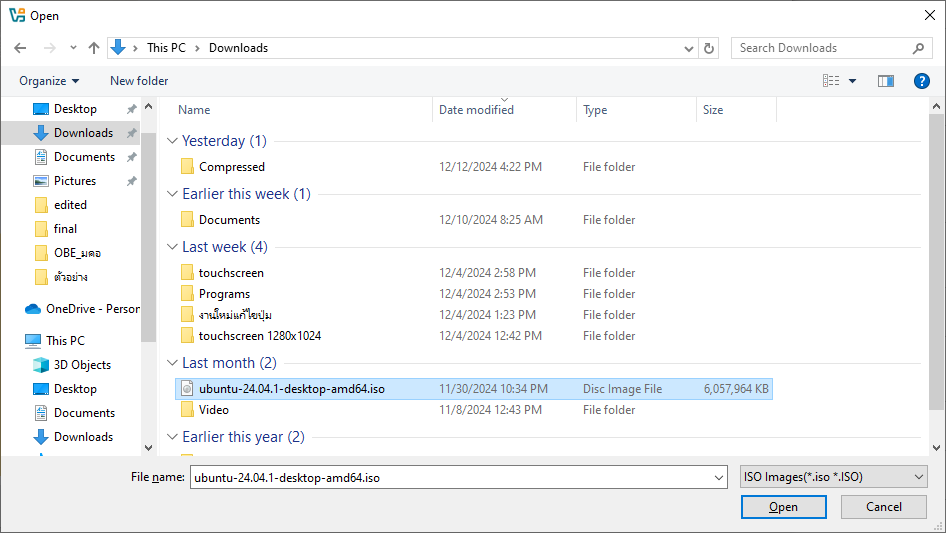 Open
This PC > Downloads
Search Downloads
Organize New folder
Name Date modified Type Size
Desktop
Downloads
Documents
Pictures
edited
final
OBE_มคอ
ตัวอย่าง
OneDrive - Person
This PC
3D Objects
Desktop
Documents
Downloads
Yesterday (1)
Compressed 12/12/2024 4:22 PM File folder
Earlier this week (1)
Documents 12/10/2024 8:25 AM File folder
Last week (4)
touchscreen 12/4/2024 2:58 PM File folder
Programs 12/4/2024 2:53 PM File folder
งานใหม่แก้ไขปุ่ม 12/4/2024 1:23 PM File folder
touchscreen 1280x1024 12/4/2024 12:42 PM File folder
Last month (2)
ubuntu-24.04.1-desktop-amd64.iso 11/30/2024 10:34 PM Disc Image File 6,057,964 KB
Video 11/8/2024 12:43 PM File folder
Earlier this year (2)
File name: ubuntu-24.04.1-desktop-amd64.iso ISO Images(*.iso *.ISO)
Open Cancel